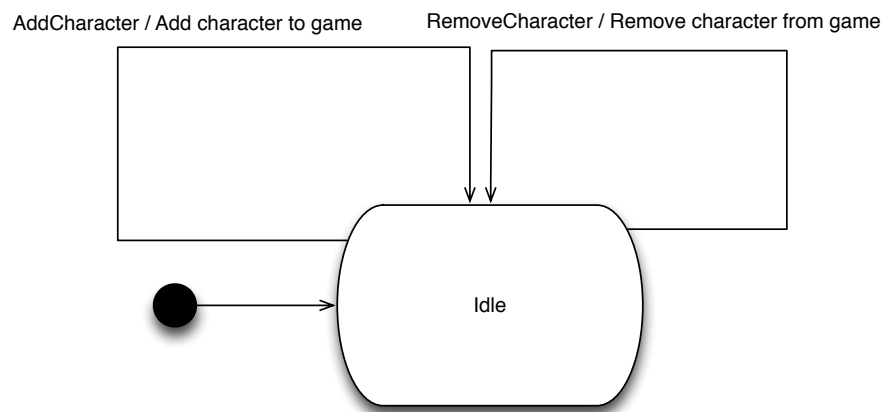 AddCharacter / Add character to game
RemoveCharacter / Remove character from game
Idle